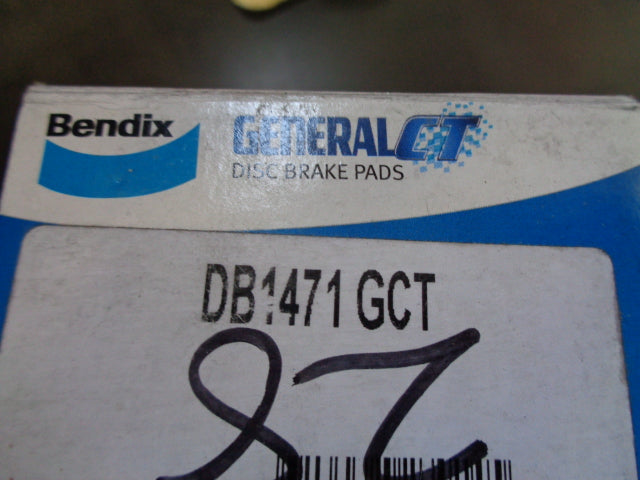 Bendix
GENERAL CT
DISC BRAKE PADS
DB1471 GCT